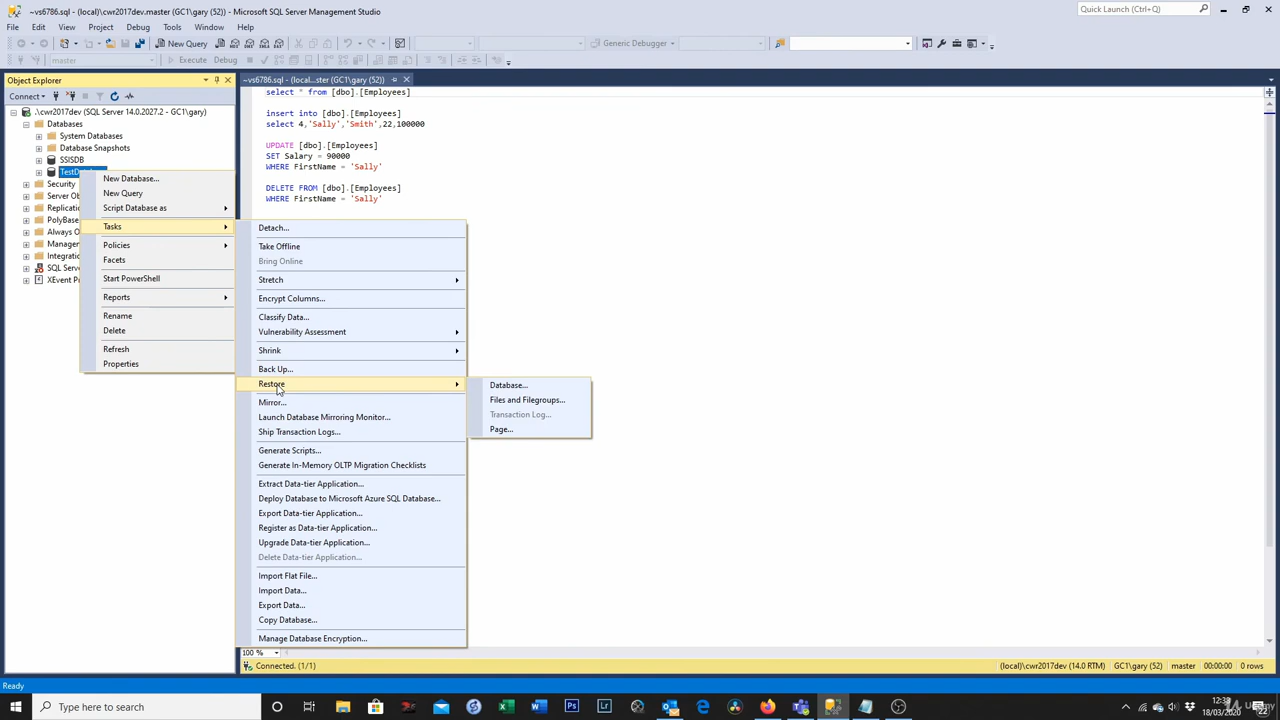 ~vs6786.sql - (local)\cwr2017dev.master (GC1\gary (52)) - Microsoft SQL Server Management Studio
Quick Launch (Ctrl+Q)
File Edit View Project Debug Tools Window Help
New Query
Generic Debugger
master
Execute Debug
Object Explorer
~vs6786.sql - (local...ster (GC1\gary (52))
Connect
.\cwr2017dev (SQL Server 14.0.2027.2 - GC1\gary)
Databases
System Databases
Database Snapshots
SSISDB
Security
Management
select * from [dbo].[Employees]
insert into [dbo].[Employees]
select 4,'Sally','Smith',22,100000
UPDATE [dbo].[Employees]
SET Salary = 90000
WHERE FirstName = 'Sally'
DELETE FROM [dbo].[Employees]
WHERE FirstName = 'Sally'
New Database...
New Query
Script Database as
Tasks
Policies
Facets
Start PowerShell
Reports
Rename
Delete
Refresh
Properties
Detach...
Take Offline
Bring Online
Stretch
Encrypt Columns...
Classify Data...
Vulnerability Assessment
Shrink
Back Up...
Restore
Mirror...
Launch Database Mirroring Monitor...
Ship Transaction Logs...
Generate Scripts...
Generate In-Memory OLTP Migration Checklists
Extract Data-tier Application...
Deploy Database to Microsoft Azure SQL Database...
Export Data-tier Application...
Register as Data-tier Application...
Upgrade Data-tier Application...
Delete Data-tier Application...
Import Flat File...
Import Data...
Export Data...
Copy Database...
Manage Database Encryption...
Database...
Files and Filegroups...
Transaction Log...
Page...
100 %
Connected. (1/1)
(local)\cwr2017dev (14.0 RTM) GC1\gary (52) master 00:00:00 0 rows
Ready
Type here to search
18/03/2020
Udemy